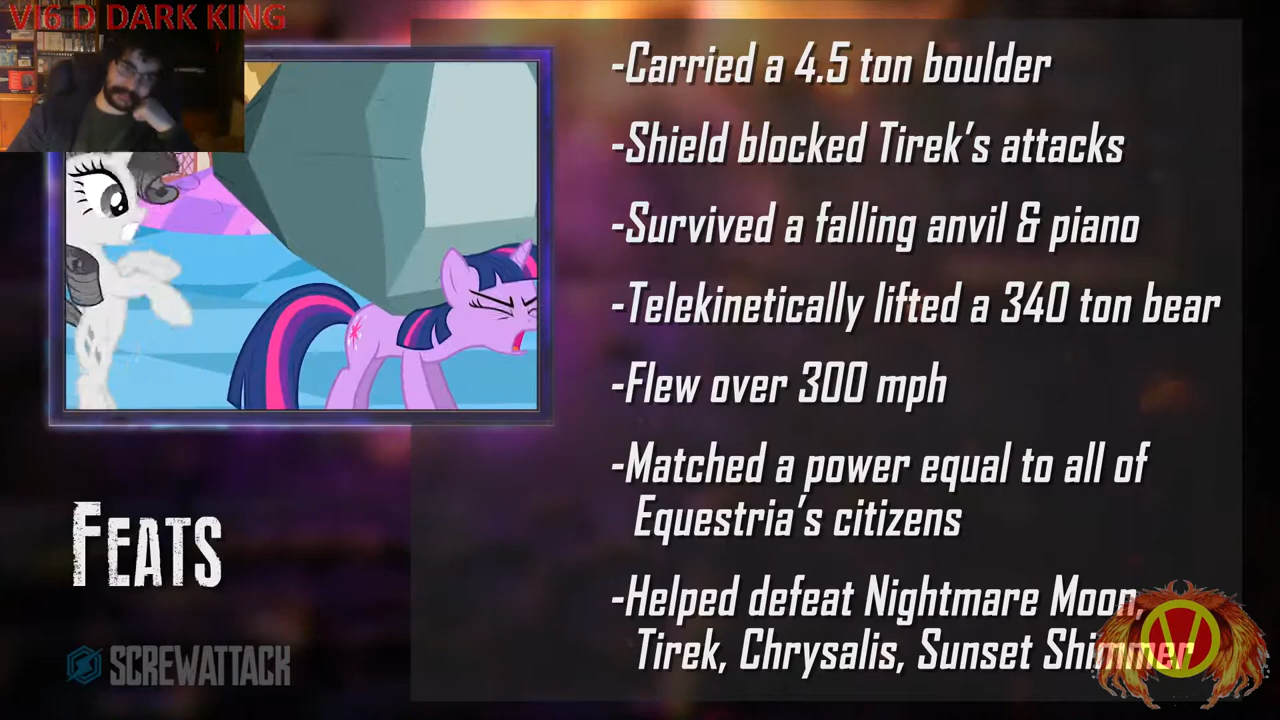 VI6 D DARK KING
-Carried a 4.5 ton boulder
-Shield blocked Tirek's attacks
-Survived a falling anvil & piano
-Telekinetically lifted a 340 ton bear
-Flew over 300 mph
-Matched a power equal to all of
Equestria's citizens
-Helped defeat Nightmare Moon,
Tirek, Chrysalis, Sunset Shimmer
FEATS
SCREWATTACK
V